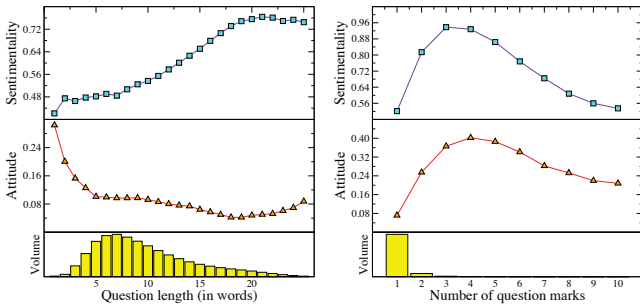 Sentimentality
0.72
0.64
0.56
0.48
Attitude
0.24
0.16
0.08
Volume
5 10 15 20
Question length (in words)
Sentimentality
0.96
0.88
0.80
0.72
0.64
0.56
Attitude
0.40
0.32
0.24
0.16
0.08
Volume
1 2 3 4 5 6 7 8 9 10
Number of question marks